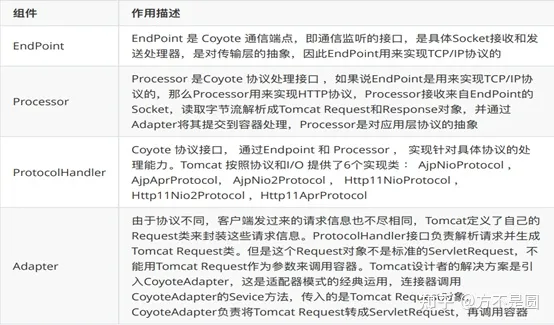 组件 作用描述
EndPoint
EndPoint 是 Coyote 通信端点，即通信监听的接口，是具体Socket接收和发
送处理器，是对传输层的抽象，因此EndPoint用来实现TCP/IP协议的
Processor
Processor 是Coyote 协议处理接口 ，如果说EndPoint是用来实现TCP/IP协
议的，那么Processor用来实现HTTP协议，Processor接收来自EndPoint的
Socket，读取字节流解析成Tomcat Request和Response对象，并通过
Adapter将其提交到容器处理，Processor是对应用层协议的抽象
ProtocolHandler
Coyote 协议接口， 通过Endpoint 和 Processor ， 实现针对具体协议的处
理能力。Tomcat 按照协议和I/O 提供了6个实现类 ： AjpNioProtocol ，
AjpAprProtocol， AjpNio2Protocol ， Http11NioProtocol ，
Http11Nio2Protocol ，Http11AprProtocol
Adapter
由于协议不同，客户端发过来的请求信息也不尽相同，Tomcat定义了自己的
Request类来封装这些请求信息。ProtocolHandler接口负责解析请求并生成
Tomcat Request类。但是这个Request对象不是标准的ServletRequest，不
能用Tomcat Request作为参数来调用容器。Tomcat设计者的解决方案是引
入CoyoteAdapter，这是适配器模式的经典运用，连接器调用
CoyoteAdapter的Sevice方法，传入的是Tomcat Request对象，
CoyoteAdapter负责将Tomcat Request转成ServletRequest，再调用容器
知乎 @方不是圆